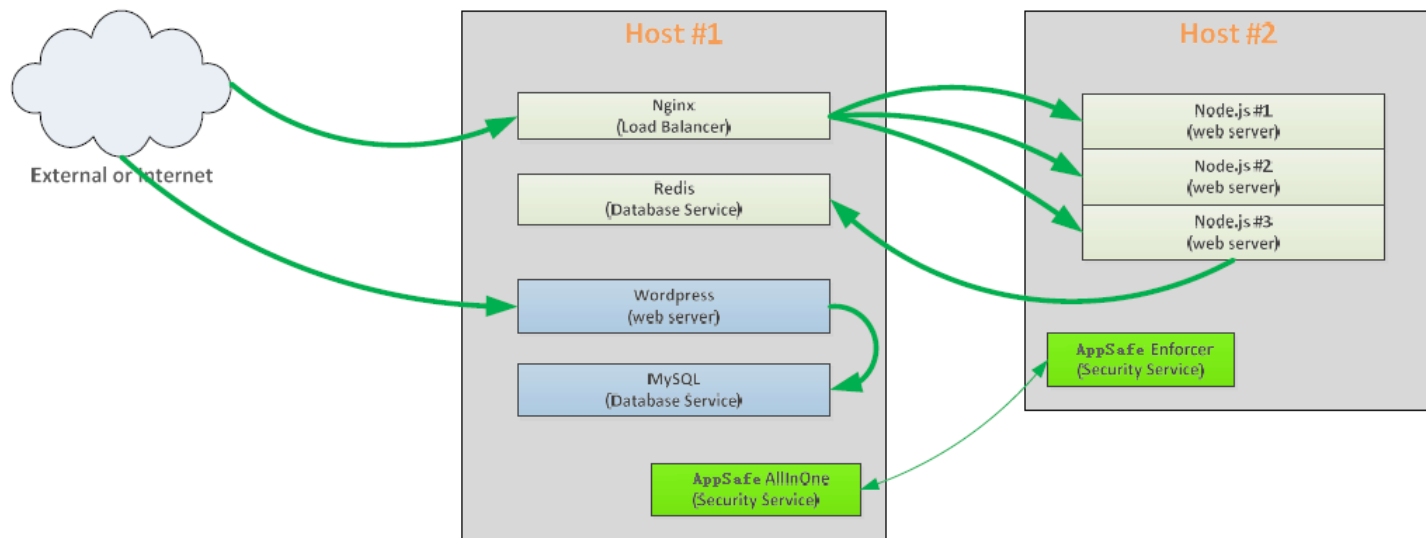 Host #1
Host #2
Nginx
(Load Balancer)
Node.js #1
(web server)
Node.js #2
(web server)
Node.js #3
(web server)
External or Internet
Redis
(Database Service)
Wordpress
(web server)
MySQL
(Database Service)
AppSafe Enforcer
(Security Service)
AppSafe AllInOne
(Security Service)